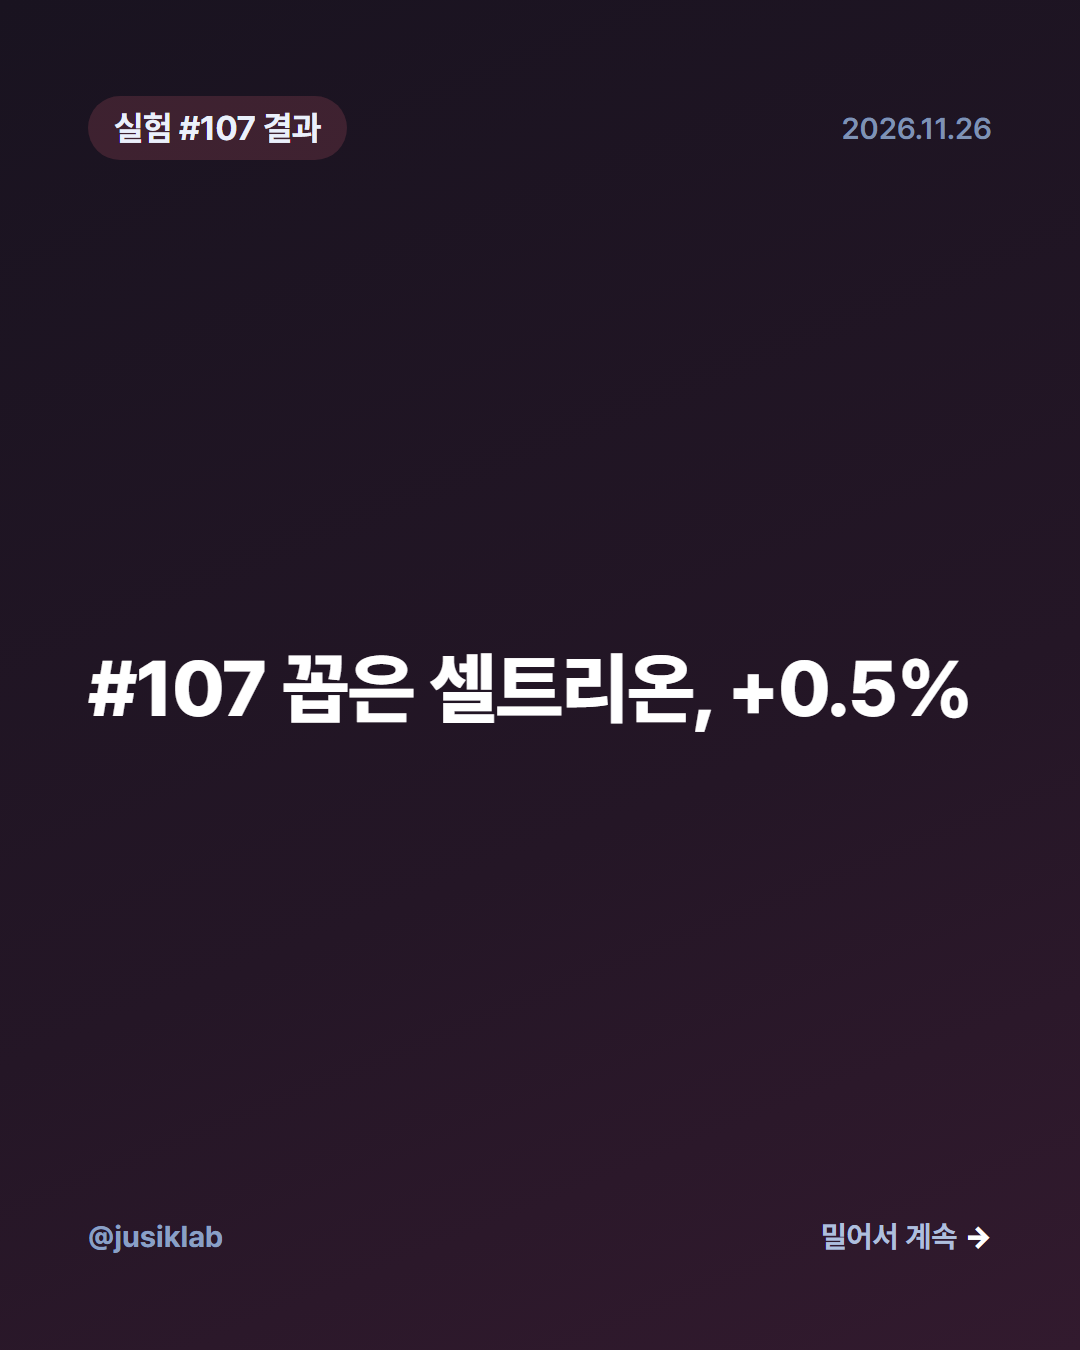 실험 #107 결과
2026.11.26
#107 꼽은 셀트리온, +0.5%
@jusiklab
밀어서 계속 →